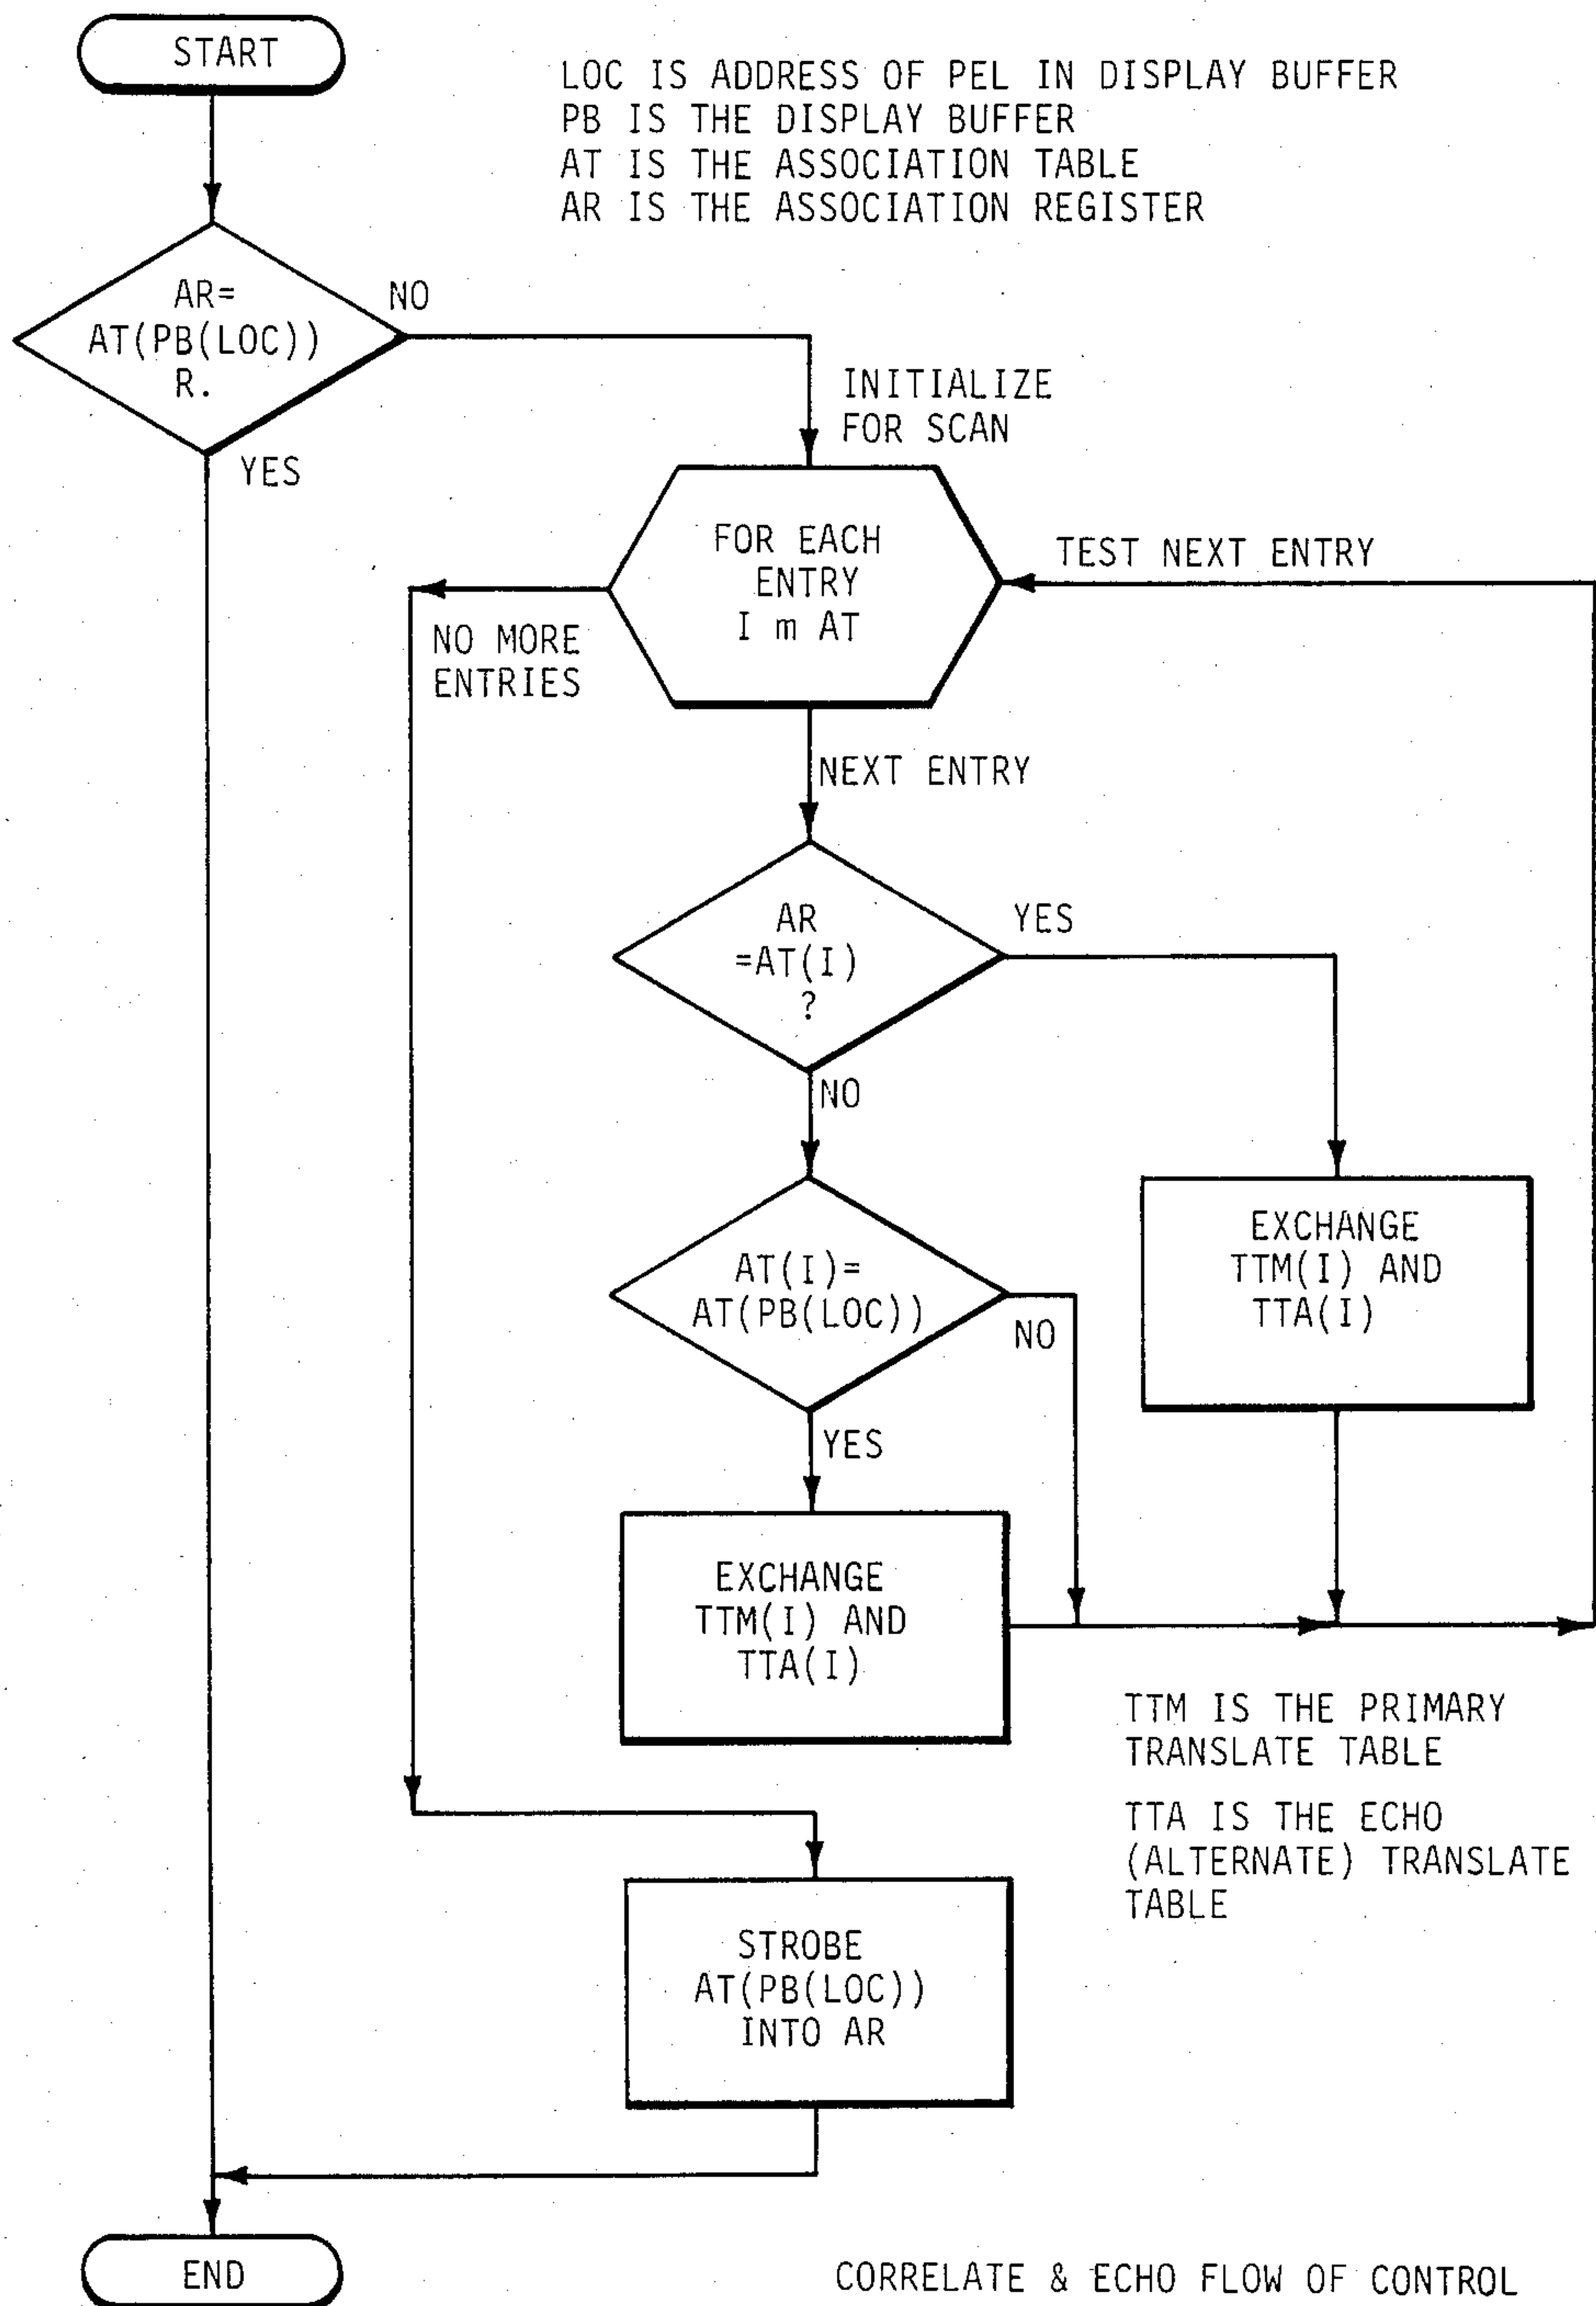 START
LOC IS ADDRESS OF PEL IN DISPLAY BUFFER
PB IS THE DISPLAY BUFFER
AT IS THE ASSOCIATION TABLE
AR IS THE ASSOCIATION REGISTER
AR=
AT(PB(LOC))
R.
NO
YES
INITIALIZE
FOR SCAN
FOR EACH
ENTRY
I m AT
TEST NEXT ENTRY
NO MORE
ENTRIES
NEXT ENTRY
AR
=AT(I)
?
YES
NO
AT(I)=
AT(PB(LOC))
NO
YES
EXCHANGE
TTM(I) AND
TTA(I)
EXCHANGE
TTM(I) AND
TTA(I)
TTM IS THE PRIMARY
TRANSLATE TABLE
TTA IS THE ECHO
(ALTERNATE) TRANSLATE
TABLE
STROBE
AT(PB(LOC))
INTO AR
END
CORRELATE & ECHO FLOW OF CONTROL